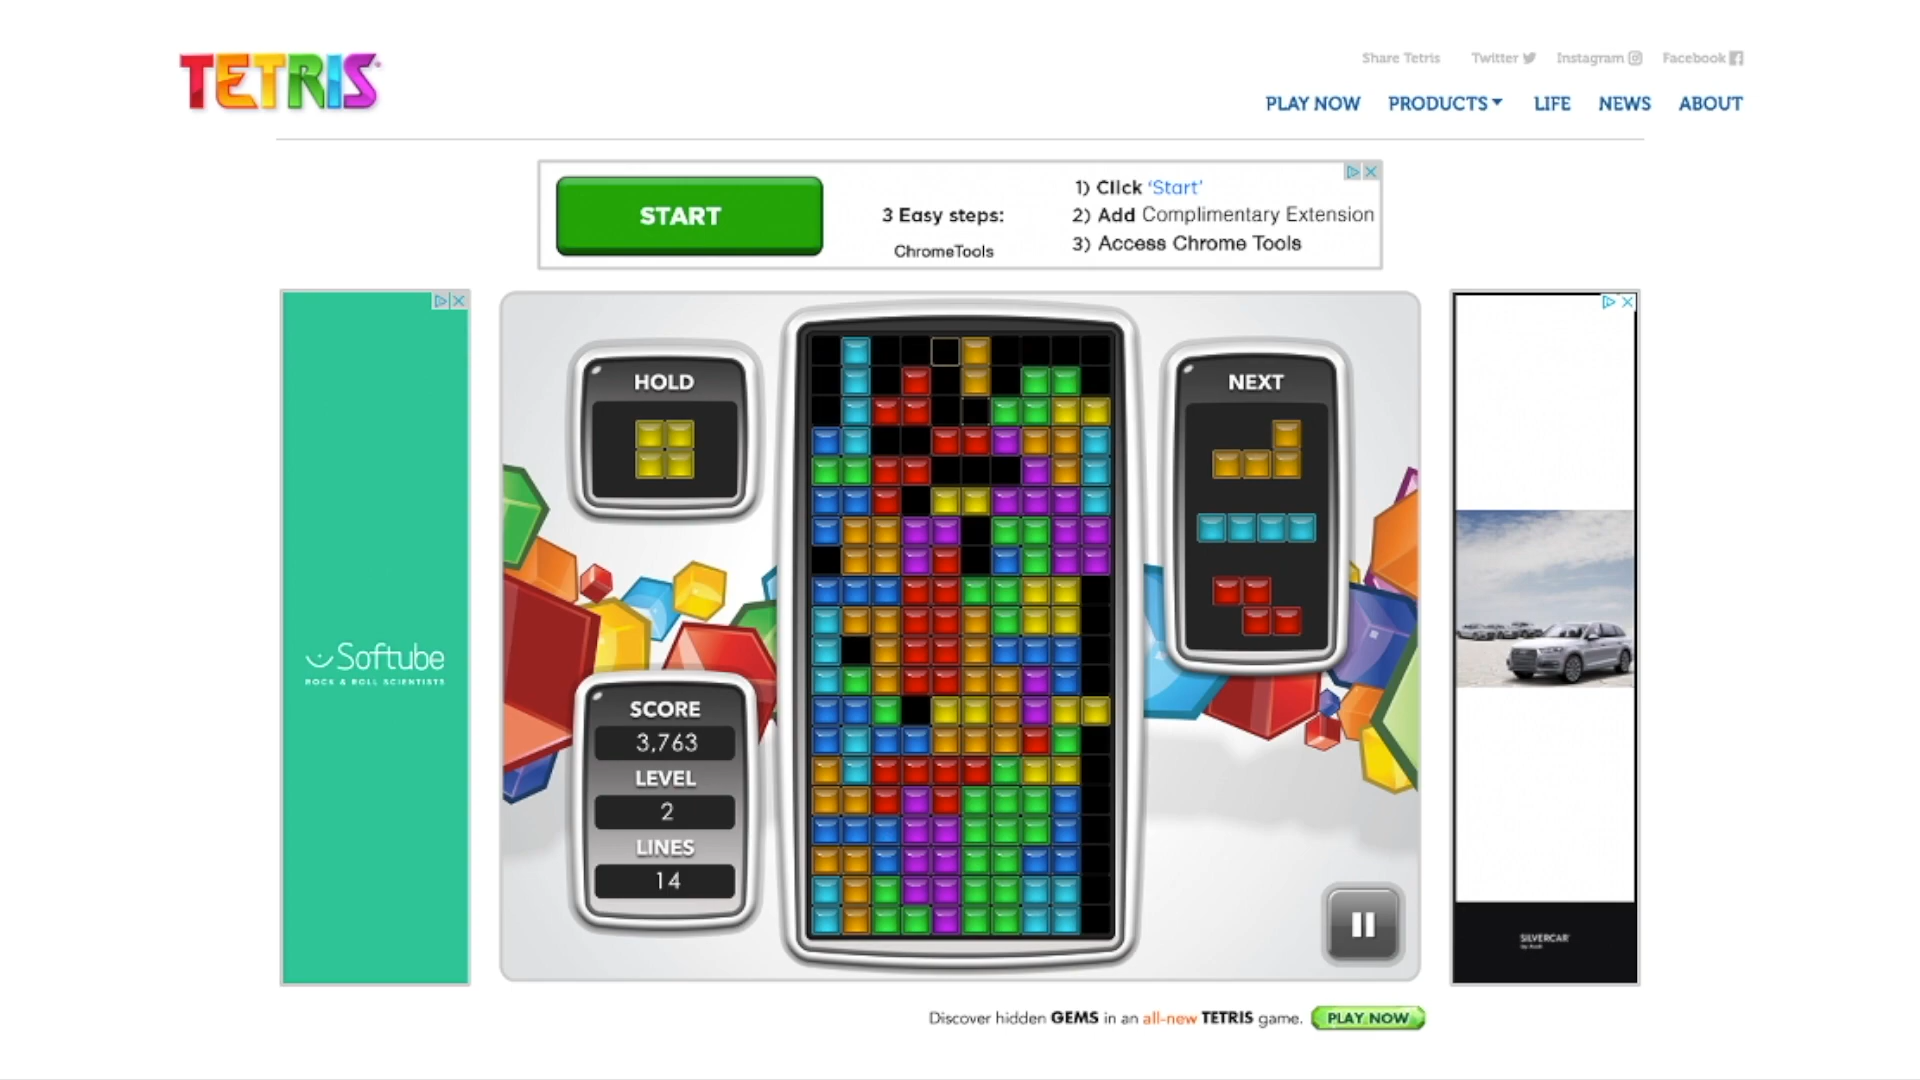 TETRIS
Share Tetris
Twitter
Instagram
Facebook
PLAY NOW
PRODUCTS
LIFE
NEWS
ABOUT
START
3 Easy steps:
ChromeTools
1) Click ‘Start’
2) Add Complimentary Extension
3) Access Chrome Tools
Softube
ROCK & ROLL SCIENTISTS
HOLD
NEXT
SCORE
3,763
LEVEL
2
LINES
14
SILVERCAR
by Audi
Discover hidden GEMS in an all-new TETRIS game.
PLAY NOW